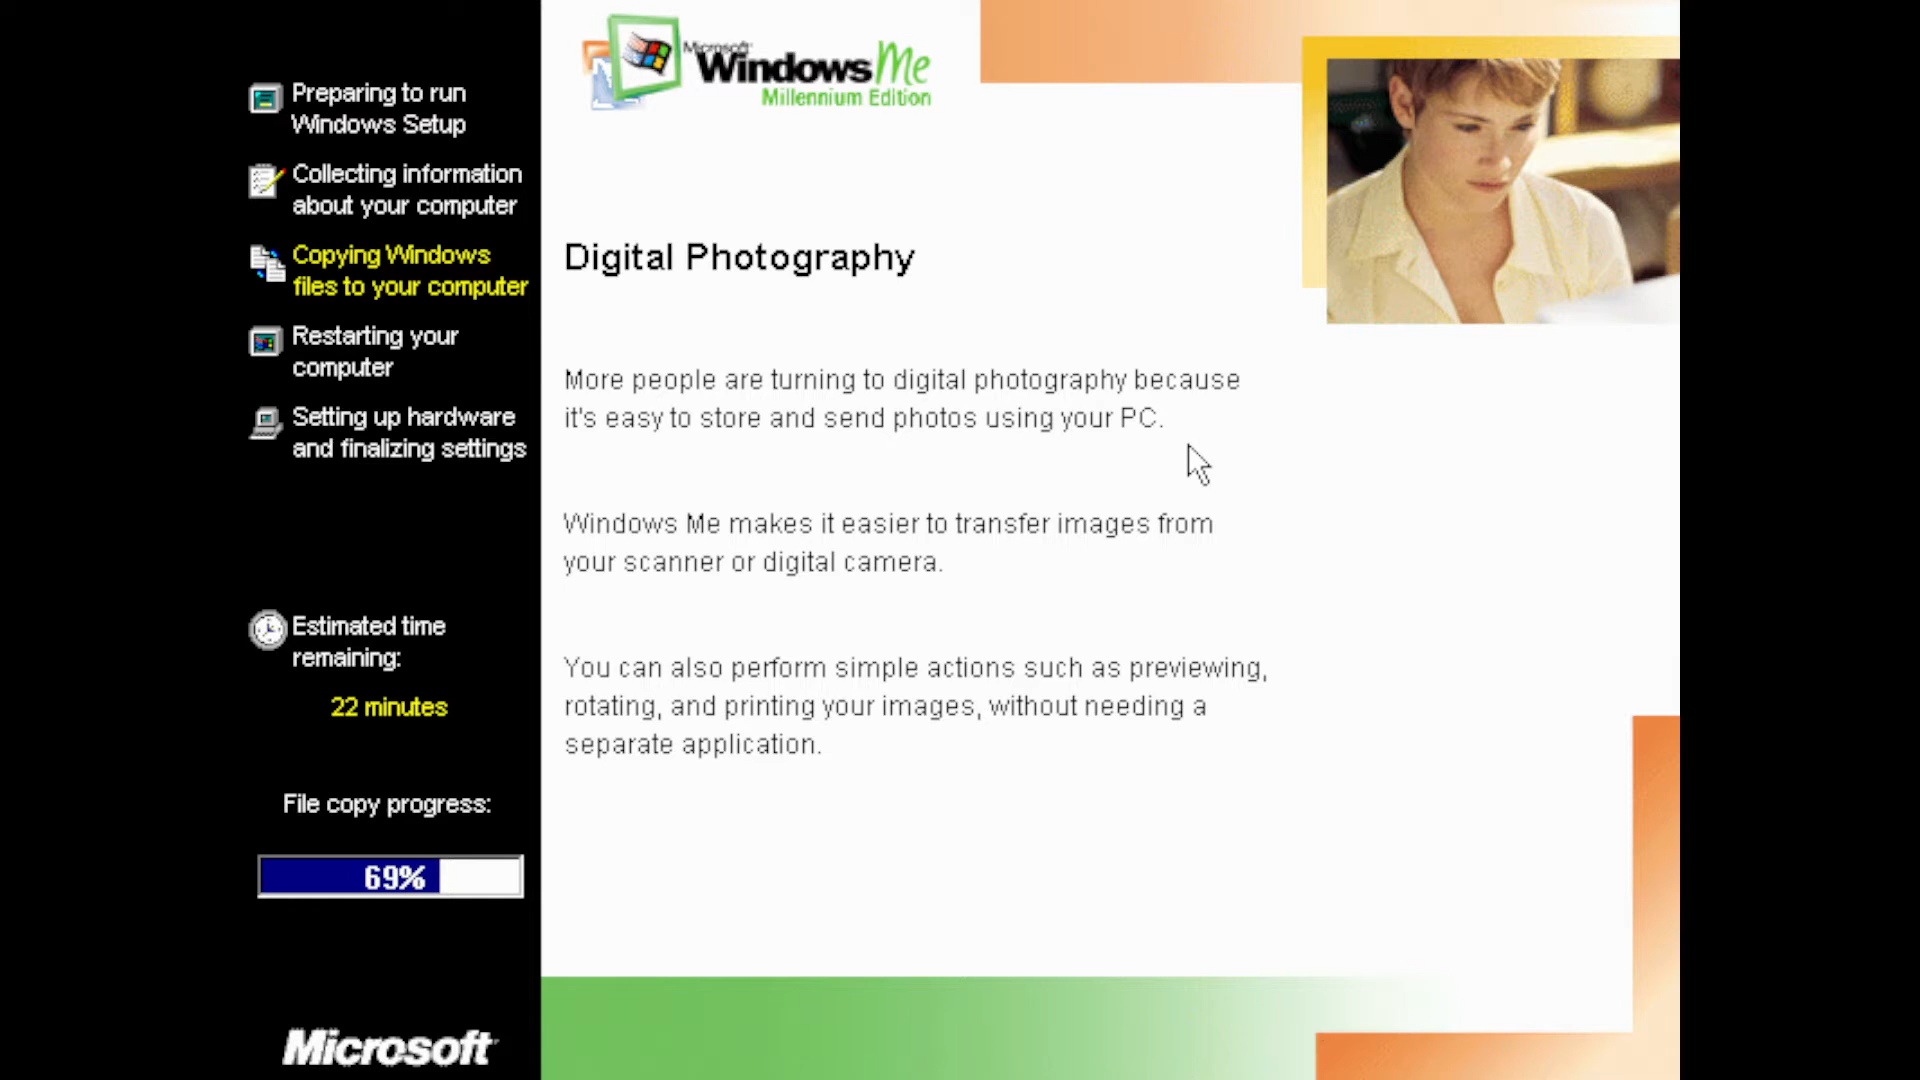 Preparing to run
Windows Setup
Collecting information
about your computer
Copying Windows
files to your computer
Restarting your
computer
Setting up hardware
and finalizing settings
Estimated time
remaining:
22 minutes
File copy progress:
69%
Microsoft
Microsoft
Windows Me
Millennium Edition
Digital Photography
More people are turning to digital photography because
it's easy to store and send photos using your PC.
Windows Me makes it easier to transfer images from
your scanner or digital camera.
You can also perform simple actions such as previewing,
rotating, and printing your images, without needing a
separate application.